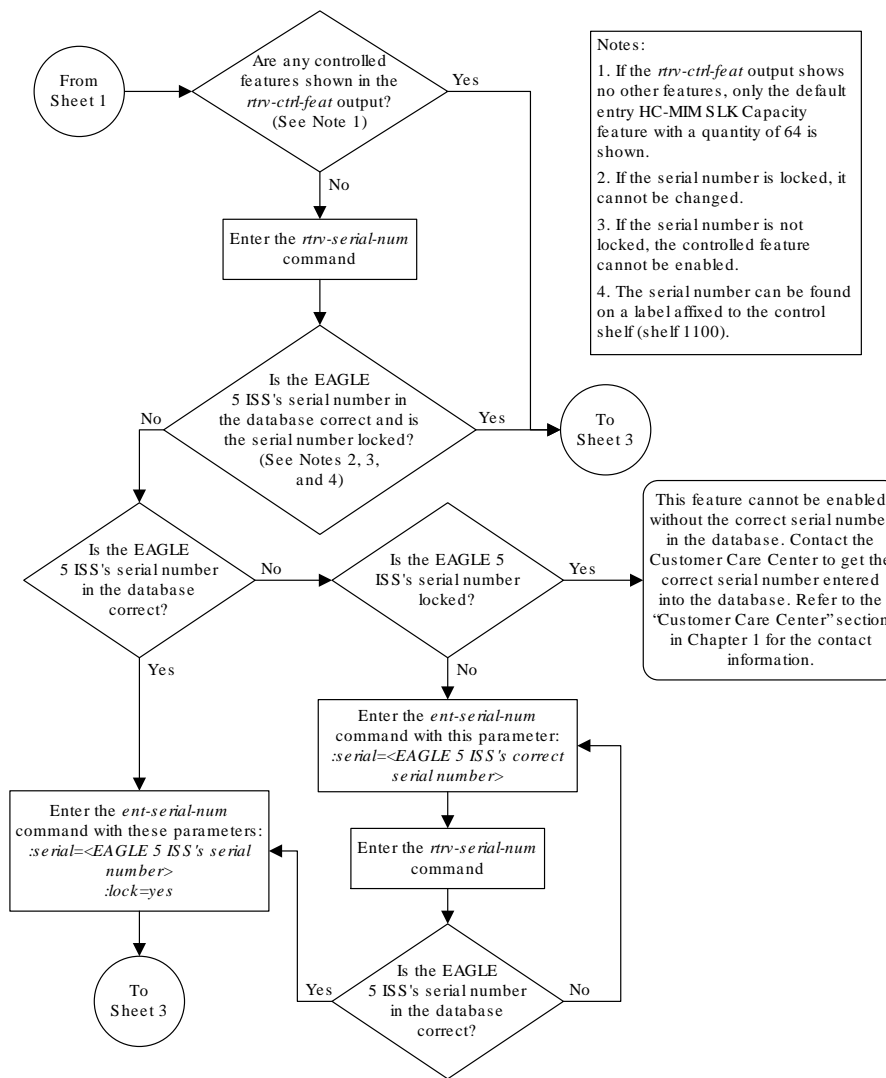 From
Sheet 1
Are any controlled
features shown in the
rtrv-ctrl-feat output?
(See Note 1)
Yes
No
Notes:
1. If the rtrv-ctrl-feat output shows
no other features, only the default
entry HC-MIM SLK Capacity
feature with a quantity of 64 is
shown.
2. If the serial number is locked, it
cannot be changed.
3. If the serial number is not
locked, the controlled feature
cannot be enabled.
4. The serial number can be found
on a label affixed to the control
shelf (shelf 1100).
Enter the rtrv-serial-num
command
Is the EAGLE
5 ISS's serial number in
the database correct and is
the serial number locked?
(See Notes 2, 3,
and 4)
No
Yes
To
Sheet 3
Is the EAGLE
5 ISS's serial number
in the database
correct?
No
Yes
Is the EAGLE 5
ISS's serial number
locked?
Yes
No
This feature cannot be enabled
without the correct serial numbe
in the database. Contact the
Customer Care Center to get the
correct serial number entered
into the database. Refer to the
“Customer Care Center” section
in Chapter 1 for the contact
information.
Enter the ent-serial-num
command with this parameter:
:serial=<EAGLE 5 ISS's correct
serial number>
Enter the ent-serial-num
command with these parameters:
:serial=<EAGLE 5 ISS's serial
number>
:lock=yes
Enter the rtrv-serial-num
command
To
Sheet 3
Yes
Is the EAGLE
5 ISS's serial number
in the database
correct?
No